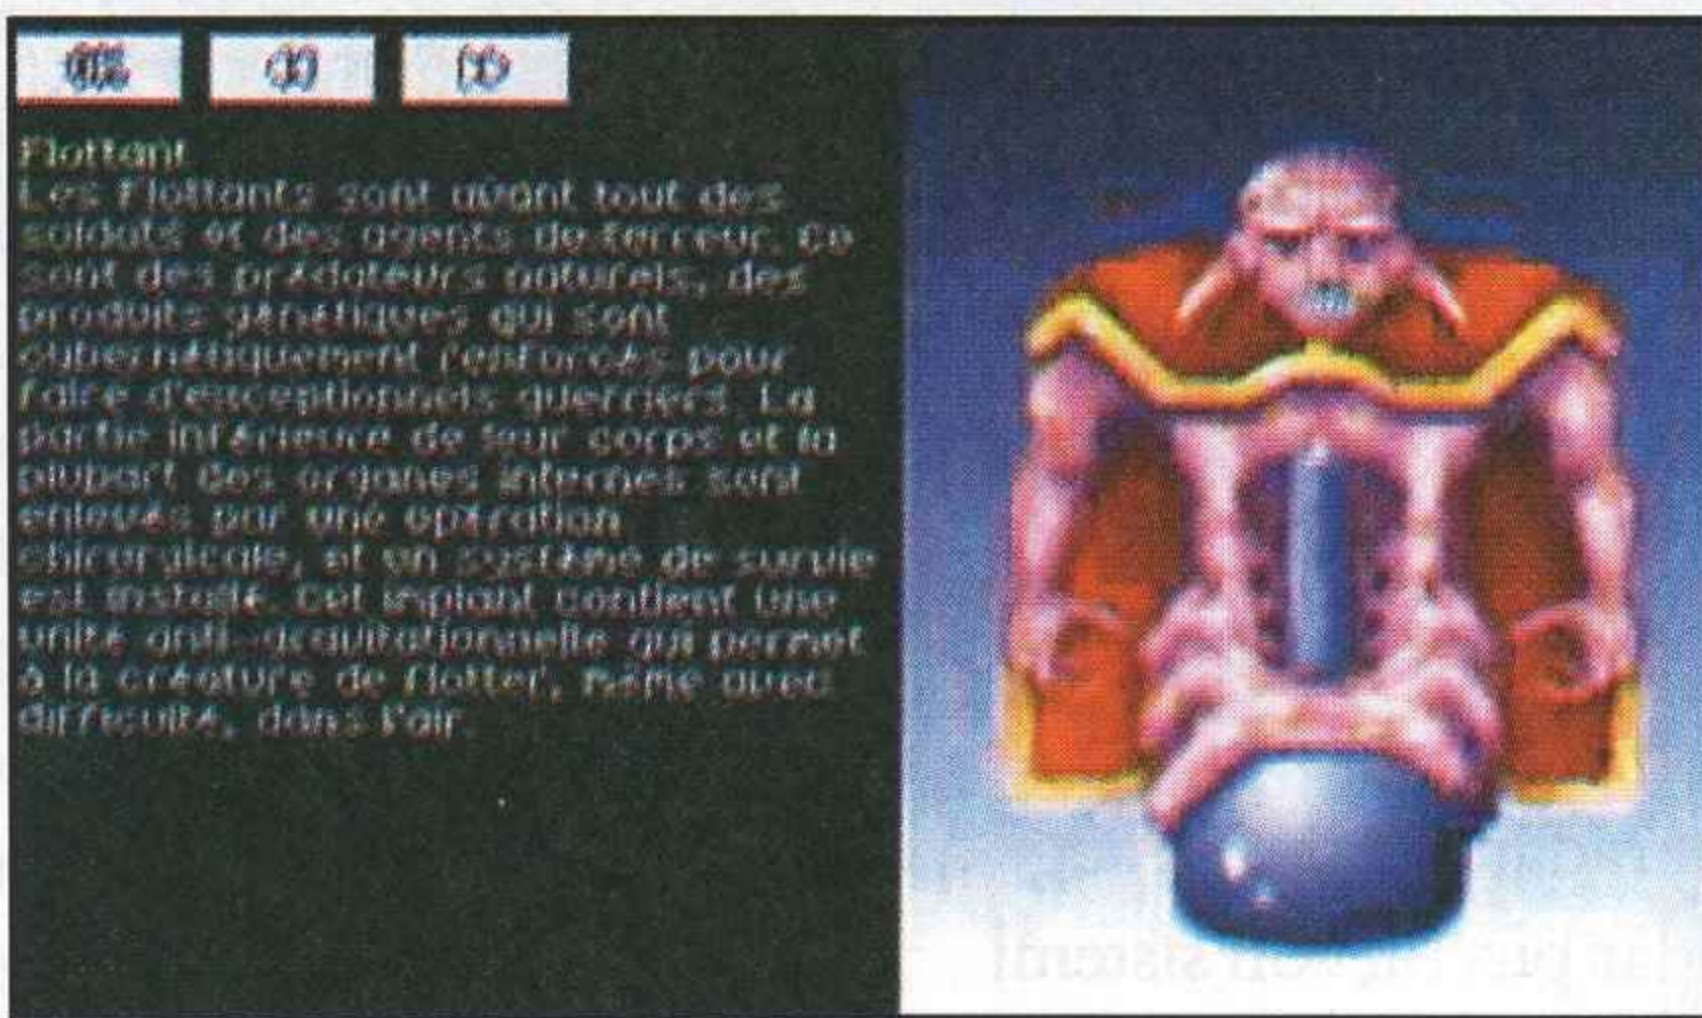 OK << >>
Flottant
Les Flottants sont avant tout des
soldats et des agents de terreur. Ce
sont des prédateurs naturels, des
produits génétiques qui sont
cybernétiquement renforcés pour
faire d'exceptionnels guerriers. La
partie inférieure de leur corps et la
plupart des organes internes sont
enlevés par une opération
chirurgicale, et un système de survie
est installé. Cet implant contient une
unité anti-gravitationnelle qui permet
à la créature de flotter, même avec
difficulté, dans l'air.